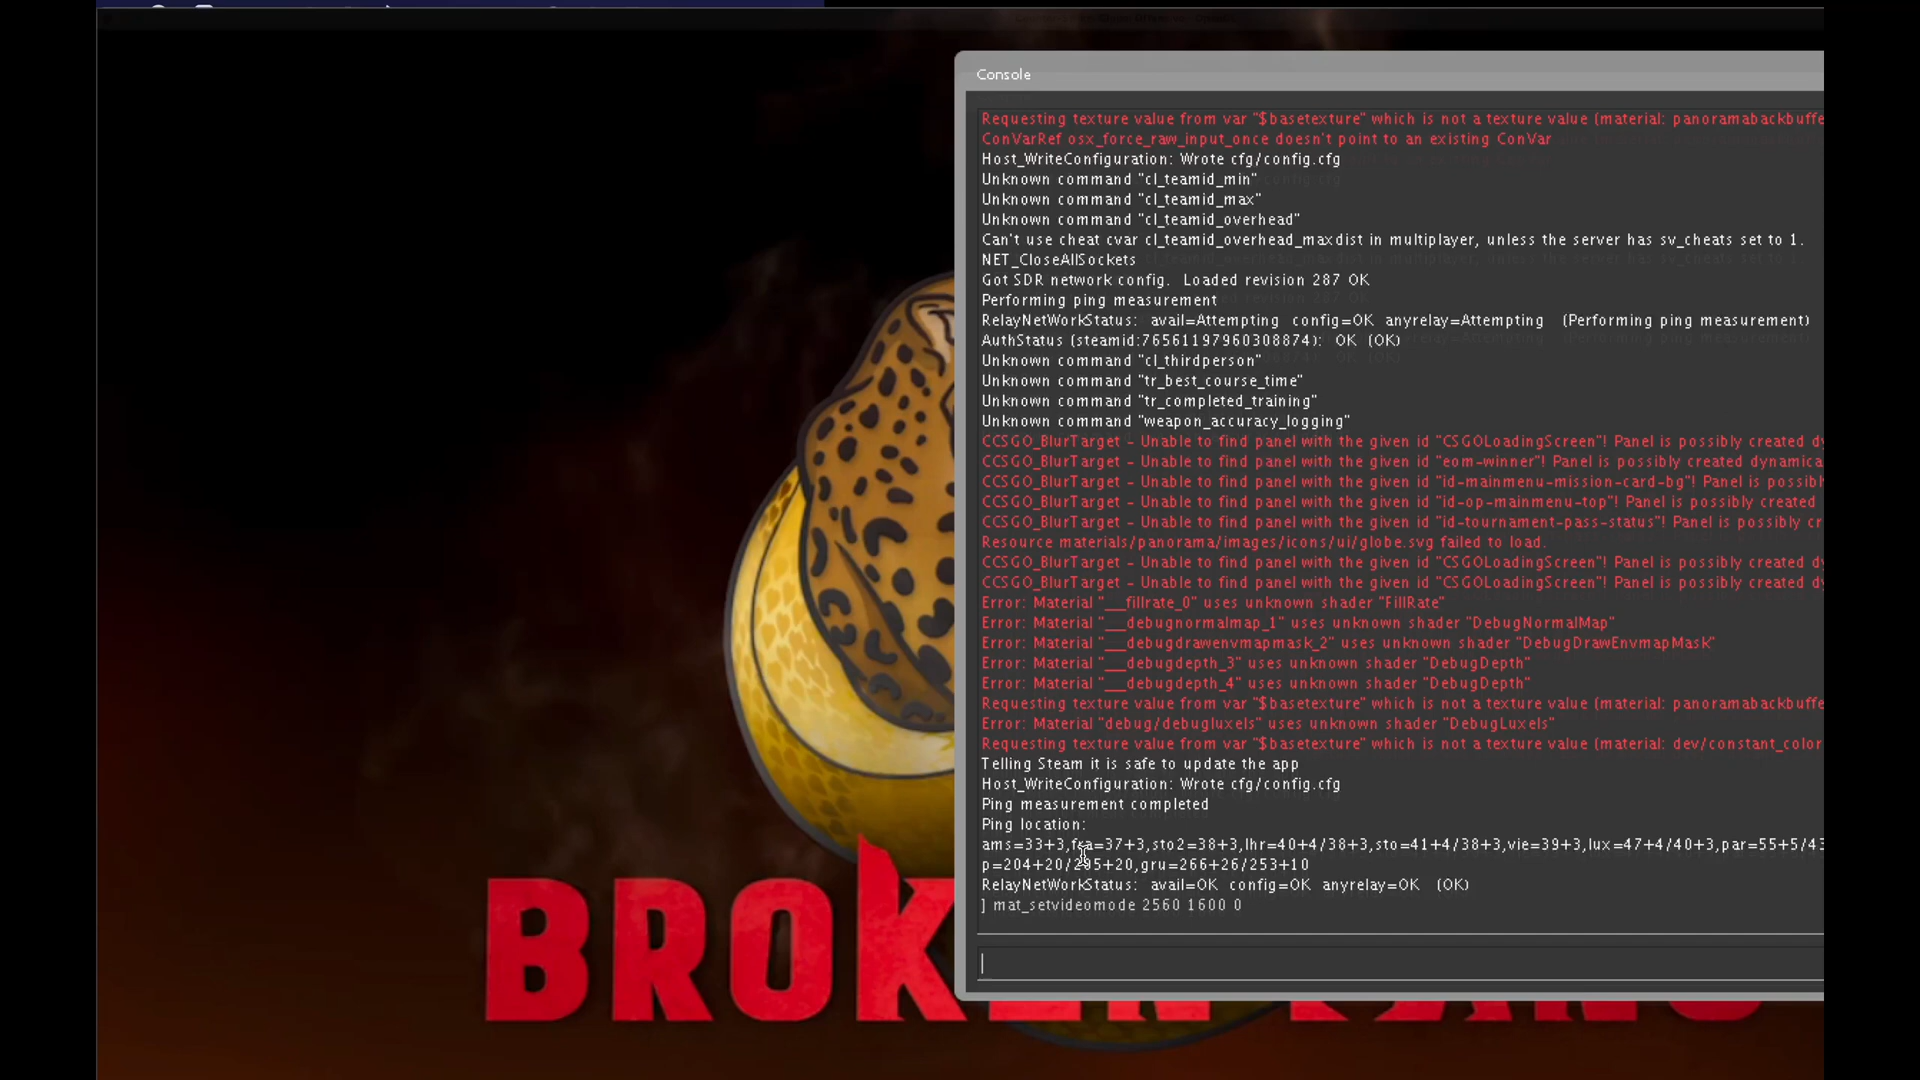 Console
Requesting texture value from var "$basetexture" which is not a texture value (material: panoramabackbuffe
ConVarRef osx_force_raw_input_once doesn't point to an existing ConVar
Host_WriteConfiguration: Wrote cfg/config.cfg
Unknown command "cl_teamid_min"
Unknown command "cl_teamid_max"
Unknown command "cl_teamid_overhead"
Can't use cheat cvar cl_teamid_overhead_maxdist in multiplayer, unless the server has sv_cheats set to 1.
NET_CloseAllSockets
Got SDR network config.  Loaded revision 287 OK
Performing ping measurement
RelayNetWorkStatus:  avail=Attempting  config=OK  anyrelay=Attempting   (Performing ping measurement)
AuthStatus (steamid:76561197960308874):  OK  (OK)
Unknown command "cl_thirdperson"
Unknown command "tr_best_course_time"
Unknown command "tr_completed_training"
Unknown command "weapon_accuracy_logging"
CCSGO_BlurTarget - Unable to find panel with the given id "CSGOLoadingScreen"! Panel is possibly created dy
CCSGO_BlurTarget - Unable to find panel with the given id "eom-winner"! Panel is possibly created dynamica
CCSGO_BlurTarget - Unable to find panel with the given id "id-mainmenu-mission-card-bg"! Panel is possibl
CCSGO_BlurTarget - Unable to find panel with the given id "id-op-mainmenu-top"! Panel is possibly created
CCSGO_BlurTarget - Unable to find panel with the given id "id-tournament-pass-status"! Panel is possibly cr
Resource materials/panorama/images/icons/ui/globe.svg failed to load.
CCSGO_BlurTarget - Unable to find panel with the given id "CSGOLoadingScreen"! Panel is possibly created dy
CCSGO_BlurTarget - Unable to find panel with the given id "CSGOLoadingScreen"! Panel is possibly created dy
Error: Material "___fillrate_0" uses unknown shader "FillRate"
Error: Material "___debugnormalmap_1" uses unknown shader "DebugNormalMap"
Error: Material "___debugdrawenvmapmask_2" uses unknown shader "DebugDrawEnvmapMask"
Error: Material "___debugdepth_3" uses unknown shader "DebugDepth"
Error: Material "___debugdepth_4" uses unknown shader "DebugDepth"
Requesting texture value from var "$basetexture" which is not a texture value (material: panoramabackbuffe
Error: Material "debug/debugluxels" uses unknown shader "DebugLuxels"
Requesting texture value from var "$basetexture" which is not a texture value (material: dev/constant_color
Telling Steam it is safe to update the app
Host_WriteConfiguration: Wrote cfg/config.cfg
Ping measurement completed
Ping location:
ams=33+3,fra=37+3,sto2=38+3,lhr=40+4/38+3,sto=41+4/38+3,vie=39+3,lux=47+4/40+3,par=55+5/43
p=204+20/205+20,gru=266+26/253+10
RelayNetWorkStatus:  avail=OK  config=OK  anyrelay=OK   (OK)
] mat_setvideomode 2560 1600 0
BROKEN FANG